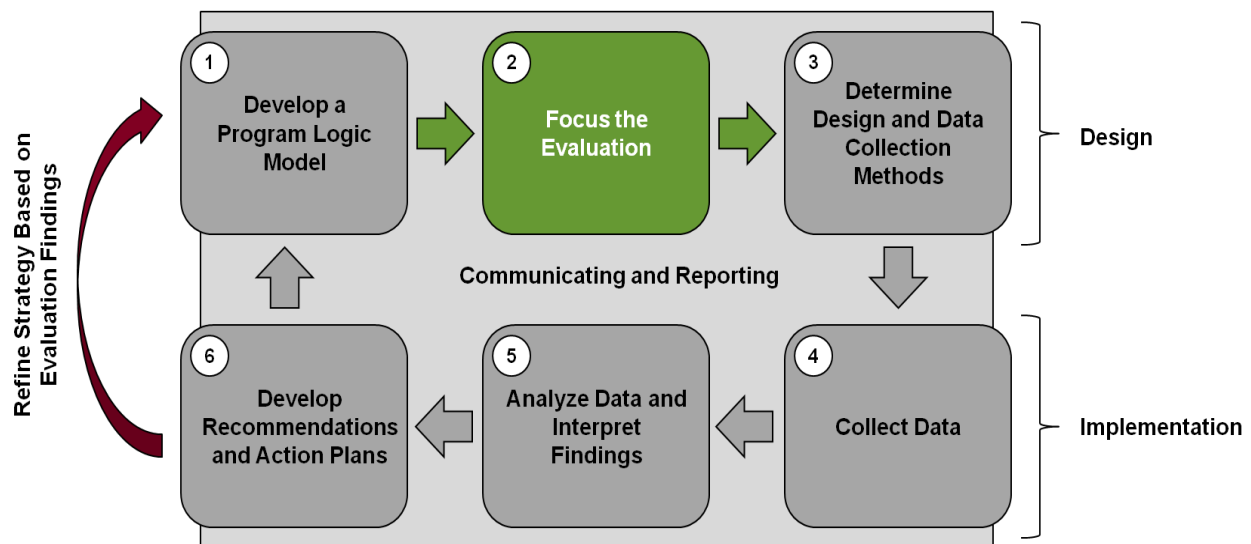 1
Develop a
Program Logic
Model
2
Focus the
Evaluation
3
Determine
Design and Data
Collection
Methods
Design
Refine Strategy Based on
Evaluation Findings
Communicating and Reporting
6
Develop
Recommendations
and Action Plans
5
Analyze Data and
Interpret
Findings
4
Collect Data
Implementation